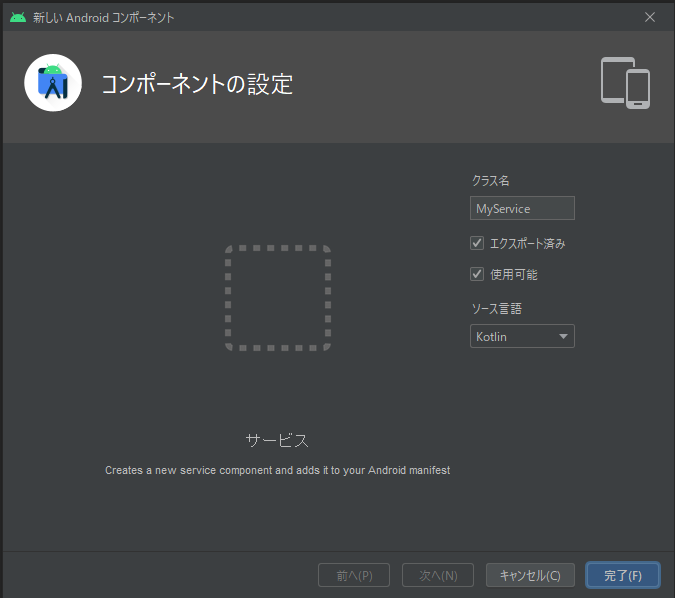 新しい Android コンポーネント
コンポーネントの設定
クラス名
MyService
エクスポート済み
使用可能
ソース言語
Kotlin
サービス
Creates a new service component and adds it to your Android manifest
前へ(P)
次へ(N)
キャンセル(C)
完了(F)